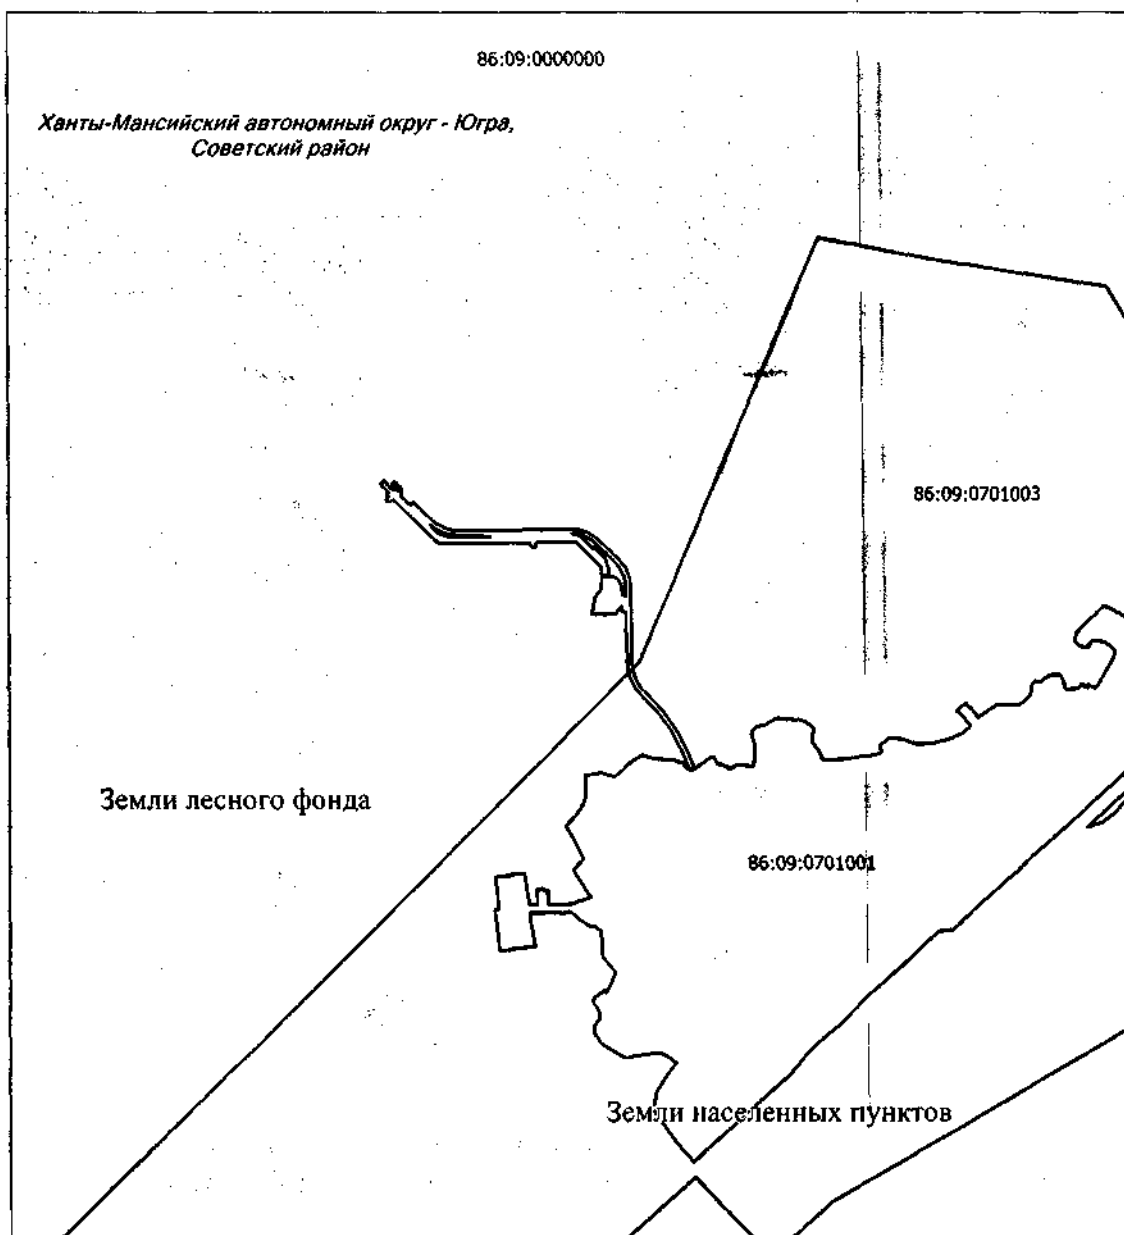 86:09:0000000
Ханты-Мансийский автономный округ - Югра,
Советский район
86:09:0701003
Земли лесного фонда
86:09:0701001
Земли населенных пунктов